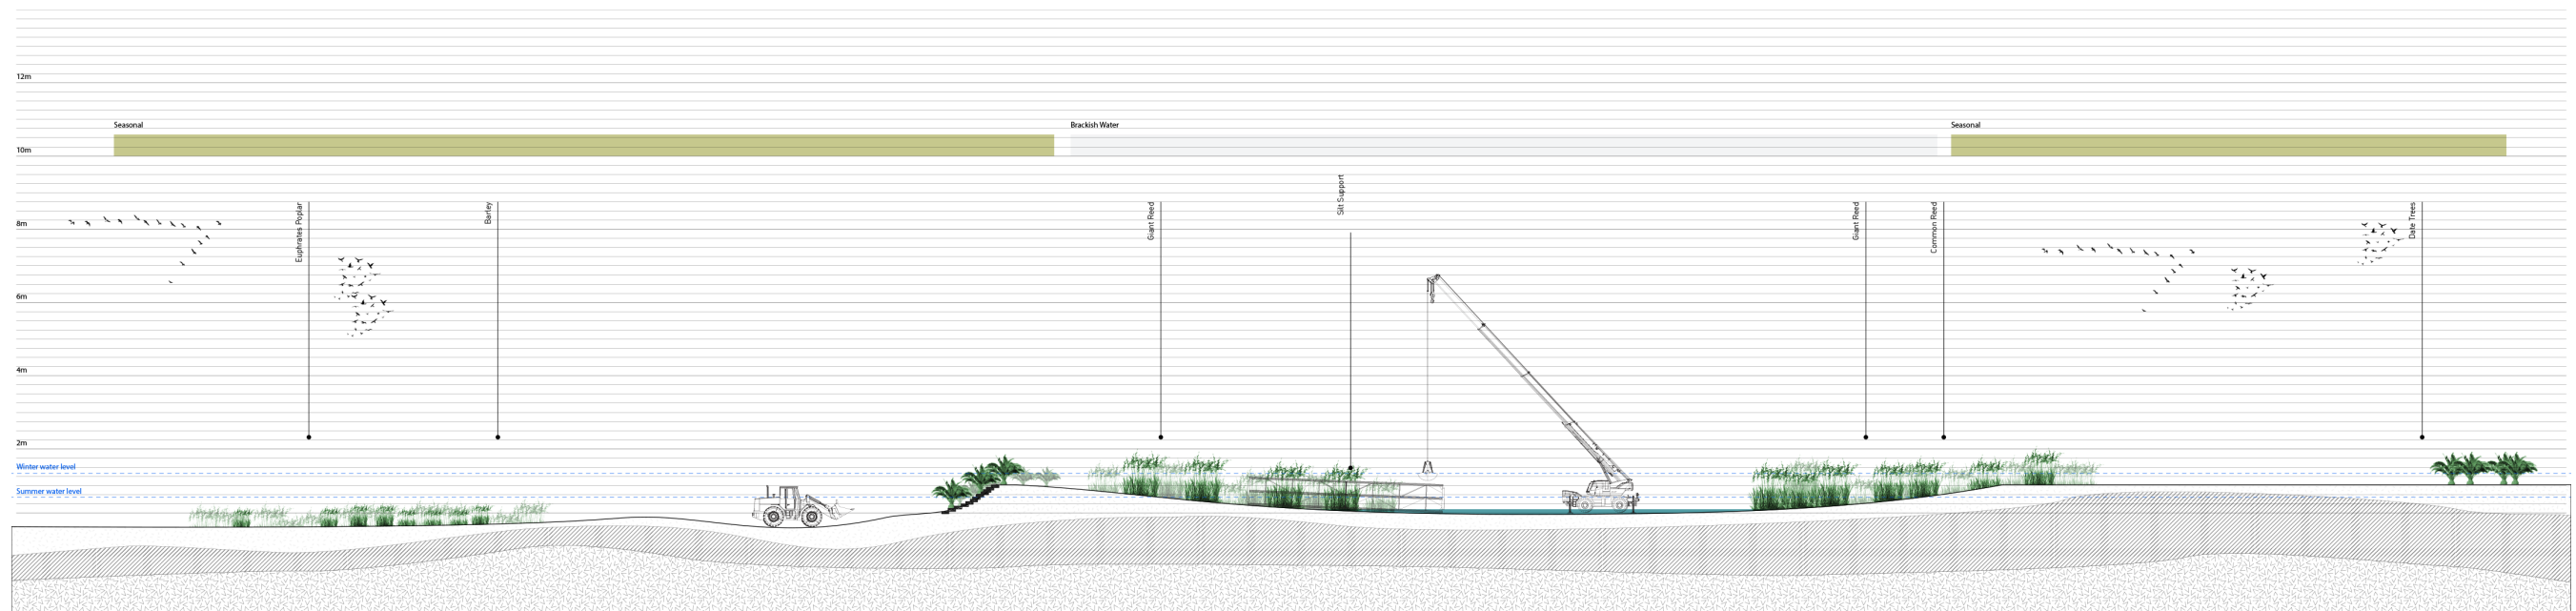 12m
Seasonal
Brackish Water
Seasonal
10m
Silt Support
Euphrates Poplar
Barley
Giant Reed
Giant Reed
Common Reed
Date Trees
8m
6m
4m
2m
Winter water level
Summer water level